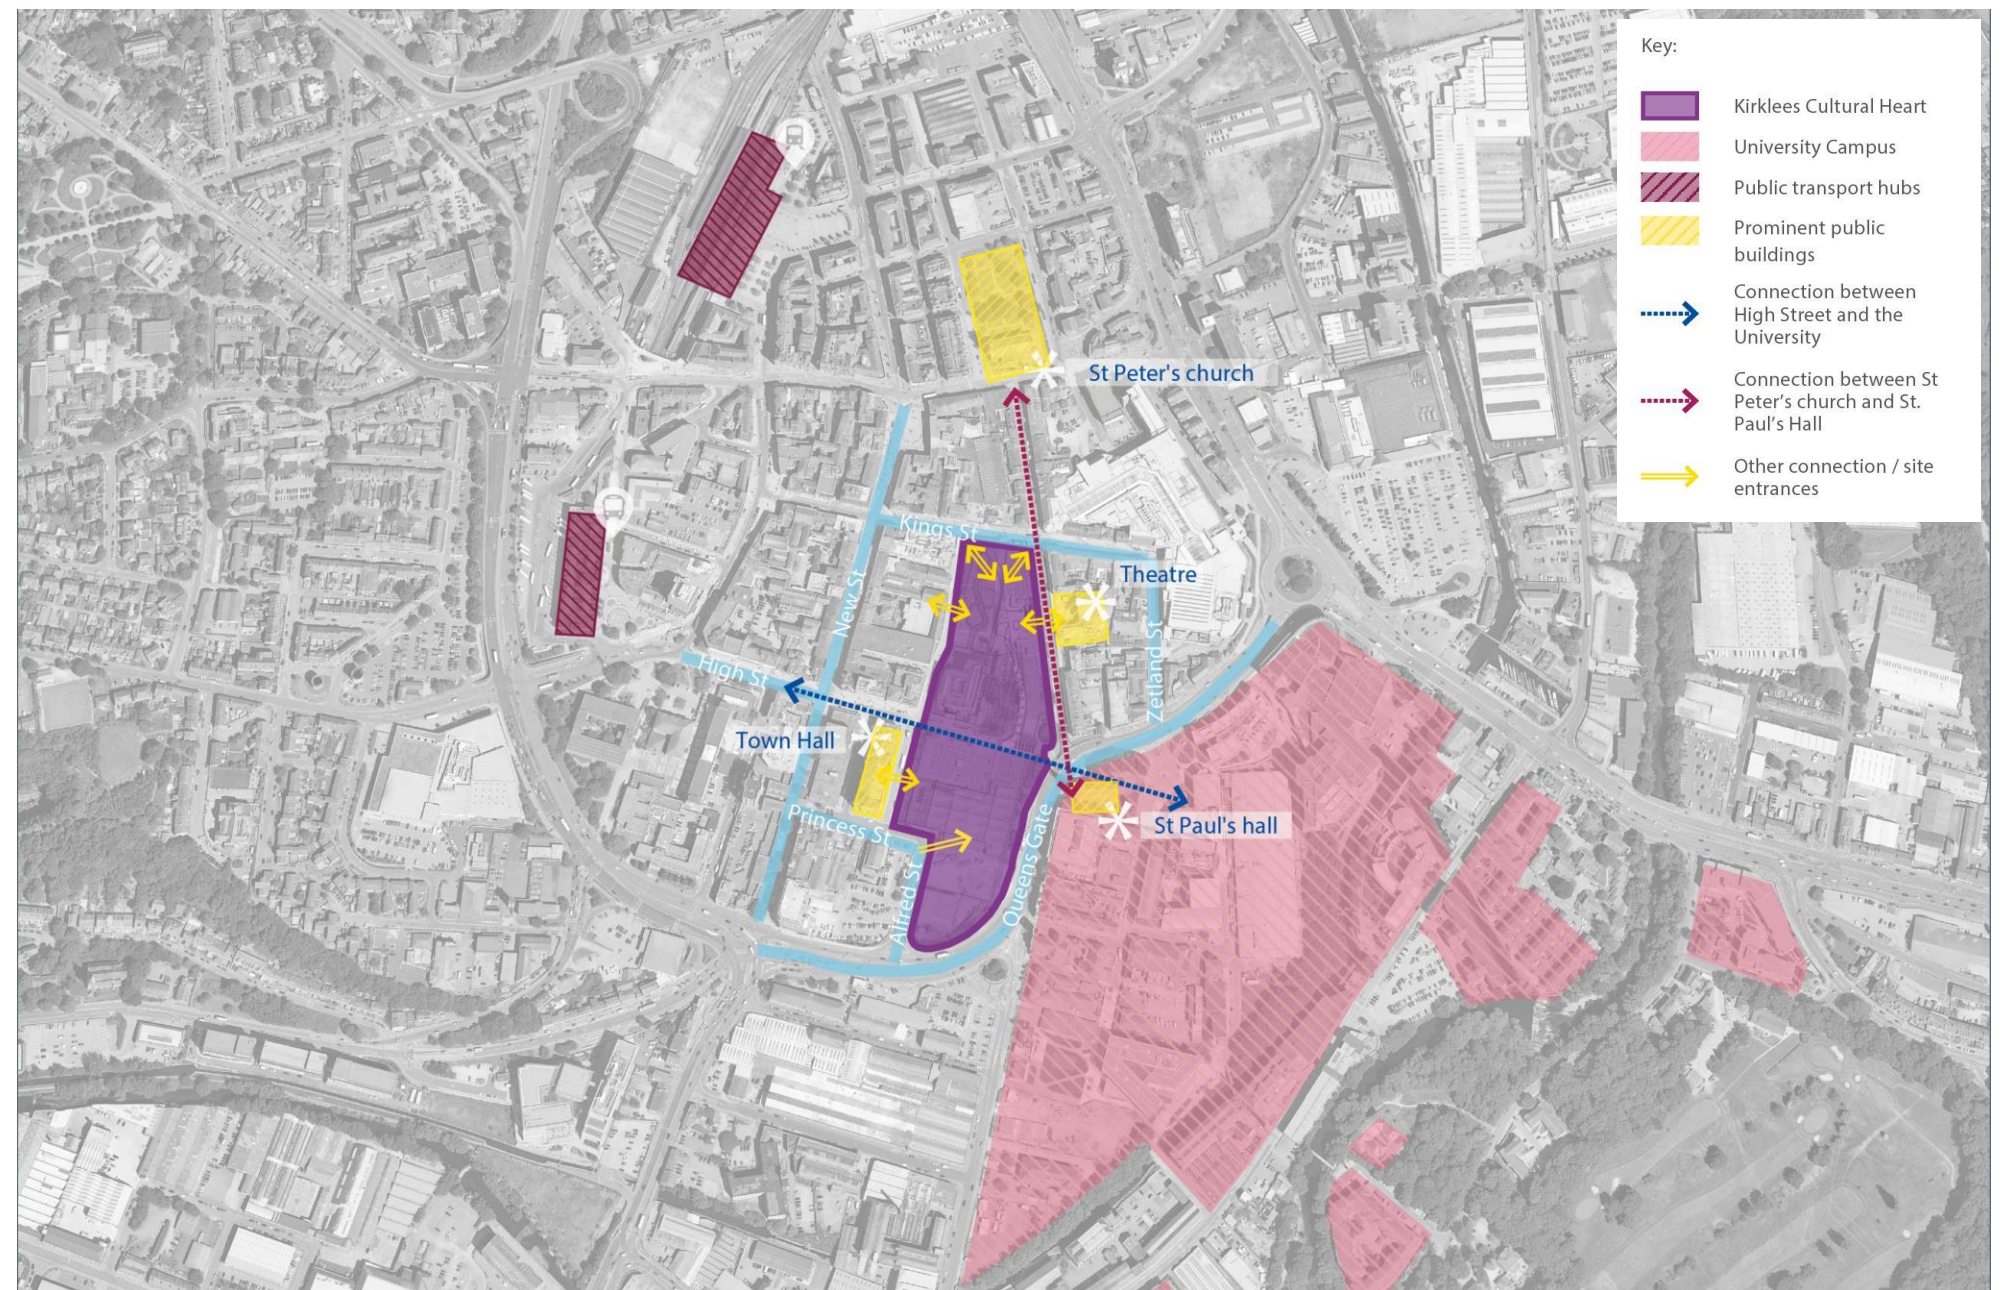 Key:
Kirklees Cultural Heart
University Campus
Public transport hubs
Prominent public
buildings
Connection between
High Street and the
University
Connection between St
Peter's church and St.
Paul's Hall
Other connection / site
entrances
St Peter's church
Kings St
Theatre
New St
High St
Zetland St
Town Hall
Princess St
St Paul's hall
Queens Gate
Alfred St